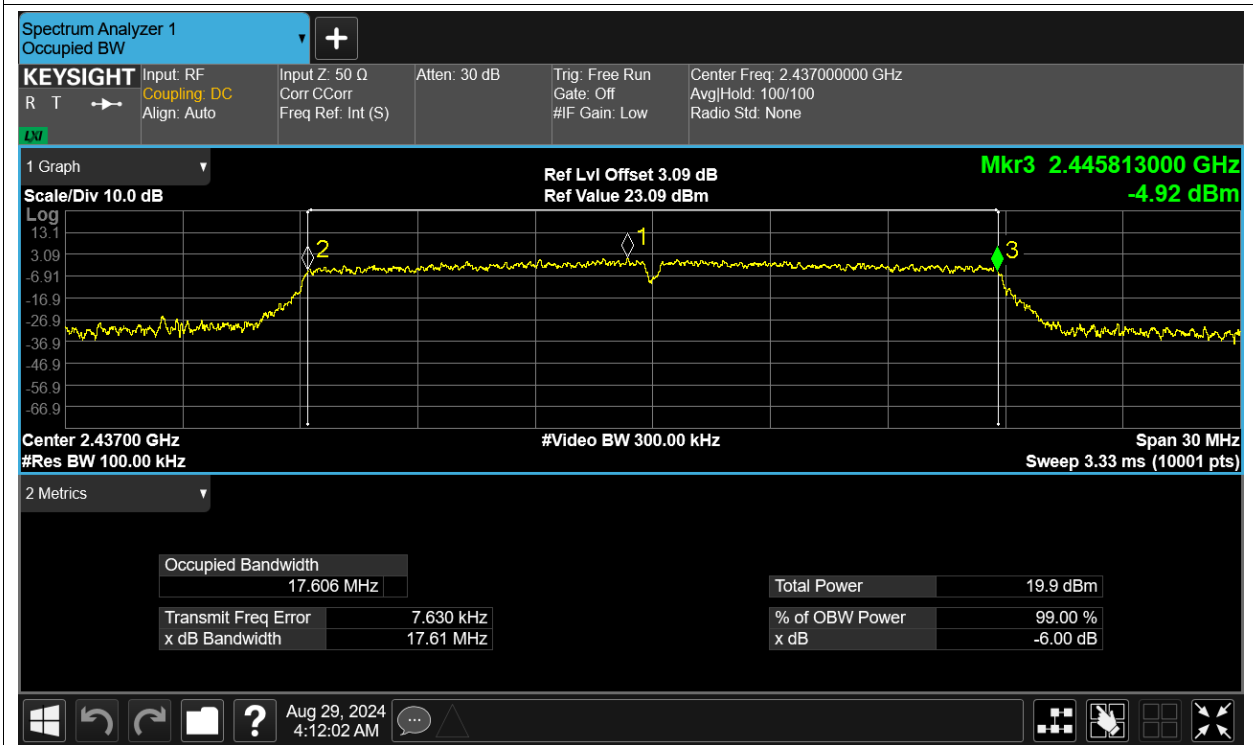 Spectrum Analyzer 1
Occupied BW
KEYSIGHT
R T
LXI
Input: RF
Coupling: DC
Align: Auto
Input Z: 50 Ω
Corr CCorr
Freq Ref: Int (S)
Atten: 30 dB
Trig: Free Run
Gate: Off
#IF Gain: Low
Center Freq: 2.437000000 GHz
Avg|Hold: 100/100
Radio Std: None
1 Graph
Scale/Div 10.0 dB
Ref Lvl Offset 3.09 dB
Ref Value 23.09 dBm
Mkr3 2.445813000 GHz
-4.92 dBm
Log
13.1
3.09
-6.91
-16.9
-26.9
-36.9
-46.9
-56.9
-66.9
2
1
3
Center 2.43700 GHz
#Res BW 100.00 kHz
#Video BW 300.00 kHz
Span 30 MHz
Sweep 3.33 ms (10001 pts)
2 Metrics
Occupied Bandwidth
17.606 MHz
Transmit Freq Error 7.630 kHz
x dB Bandwidth 17.61 MHz
Total Power 19.9 dBm
% of OBW Power 99.00 %
x dB -6.00 dB
?
Aug 29, 2024
4:12:02 AM